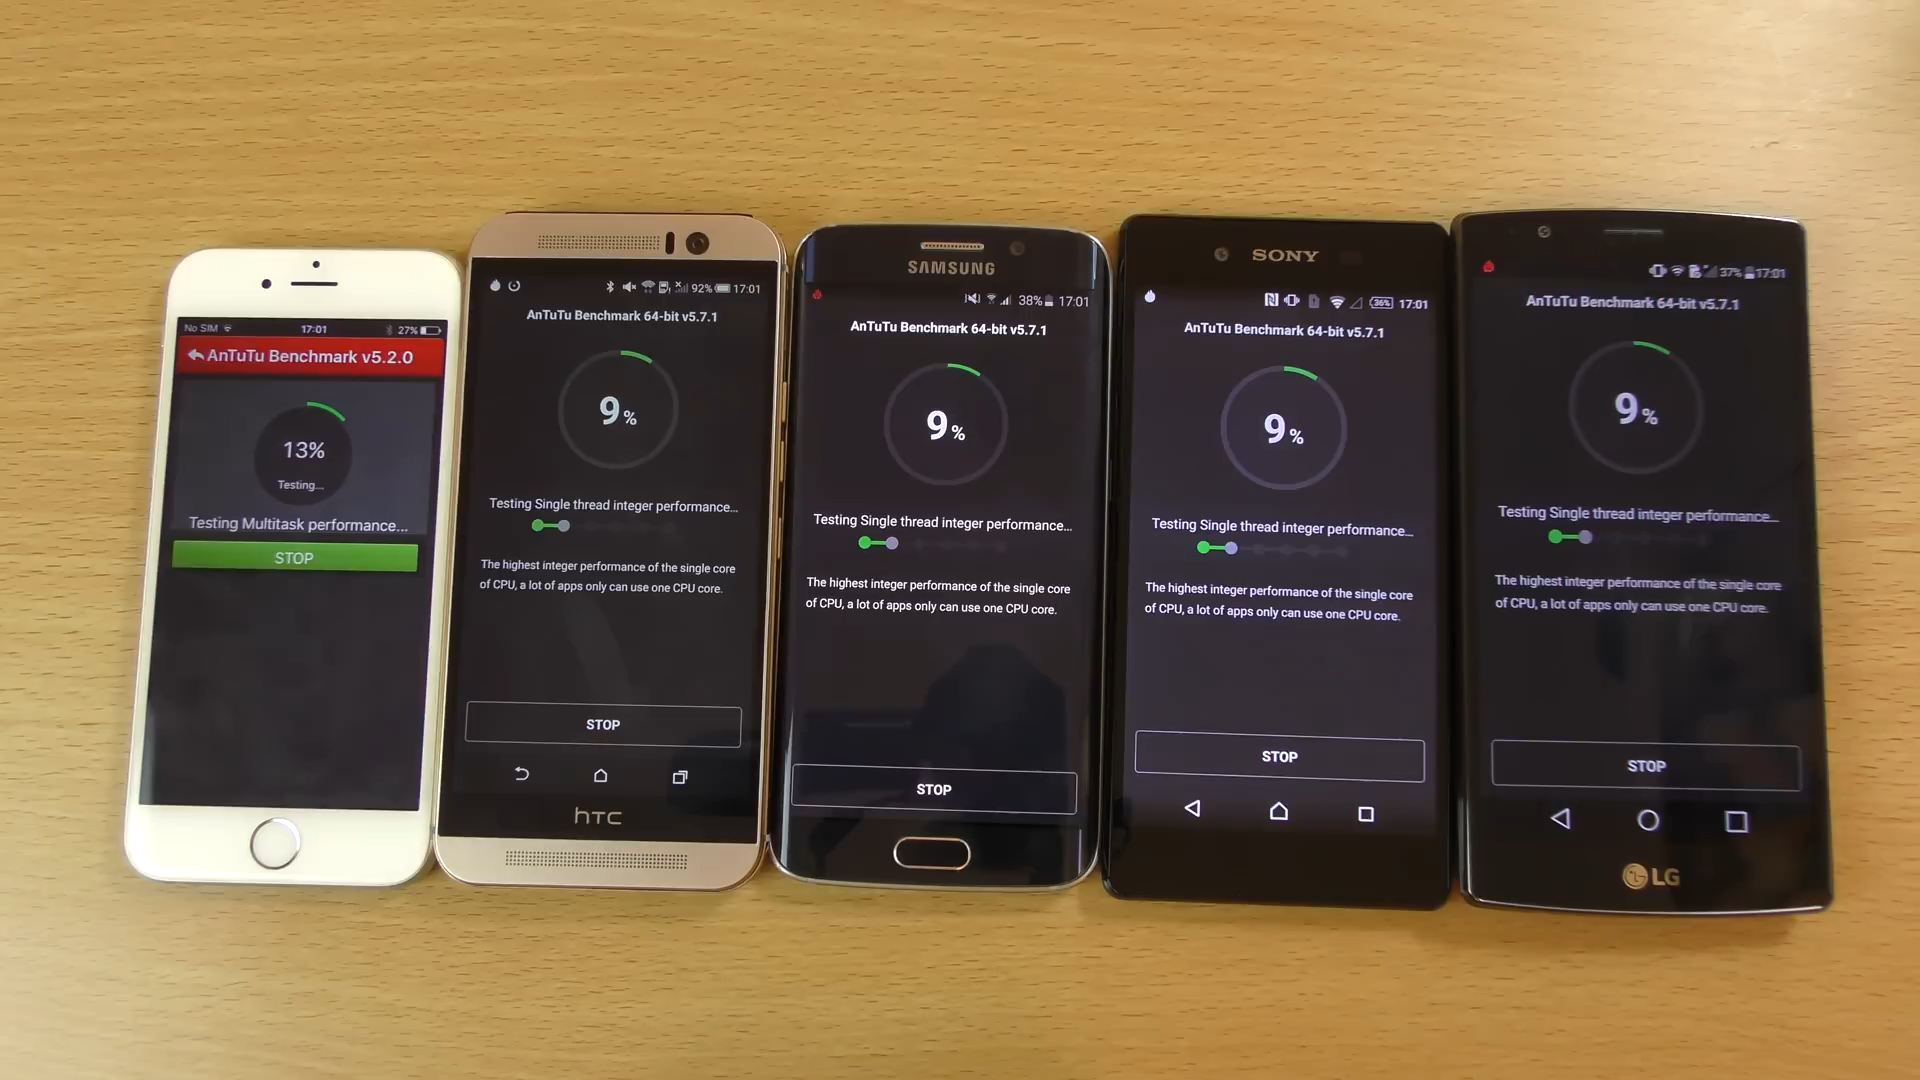 No SIM 17:01 27%
AnTuTu Benchmark v5.2.0
13%
Testing...
Testing Multitask performance...
STOP
92% 17:01
AnTuTu Benchmark 64-bit v5.7.1
9%
Testing Single thread integer performance...
The highest integer performance of the single core
of CPU, a lot of apps only can use one CPU core.
STOP
hTC
SAMSUNG
38% 17:01
AnTuTu Benchmark 64-bit v5.7.1
9%
Testing Single thread integer performance...
The highest integer performance of the single core
of CPU, a lot of apps only can use one CPU core.
STOP
SONY
36% 17:01
AnTuTu Benchmark 64-bit v5.7.1
9%
Testing Single thread integer performance...
The highest integer performance of the single core
of CPU, a lot of apps only can use one CPU core.
STOP
37% 17:01
AnTuTu Benchmark 64-bit v5.7.1
9%
Testing Single thread integer performance...
The highest integer performance of the single core
of CPU, a lot of apps only can use one CPU core.
STOP
LG